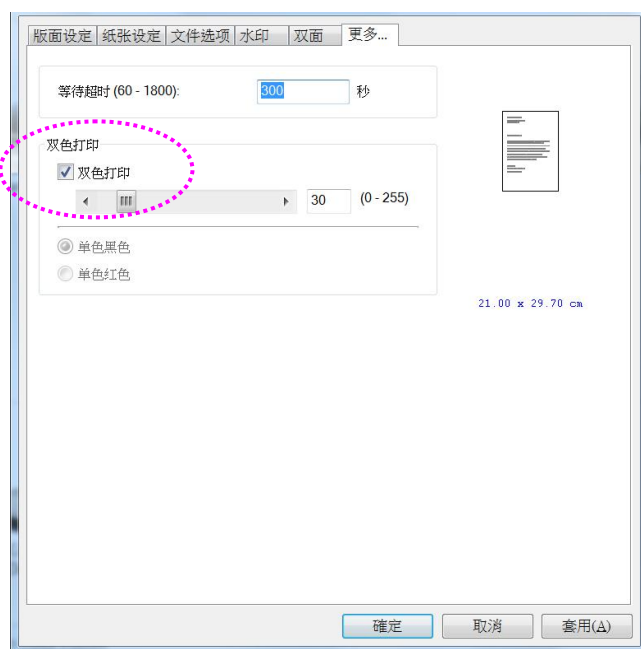 版面设定 纸张设定 文件选项 水印 双面 更多...
等待超时 (60 - 1800): 300 秒
双色打印
双色打印
30 (0 - 255)
单色黑色
单色红色
21.00 x 29.70 cm
確定 取消 套用(A)